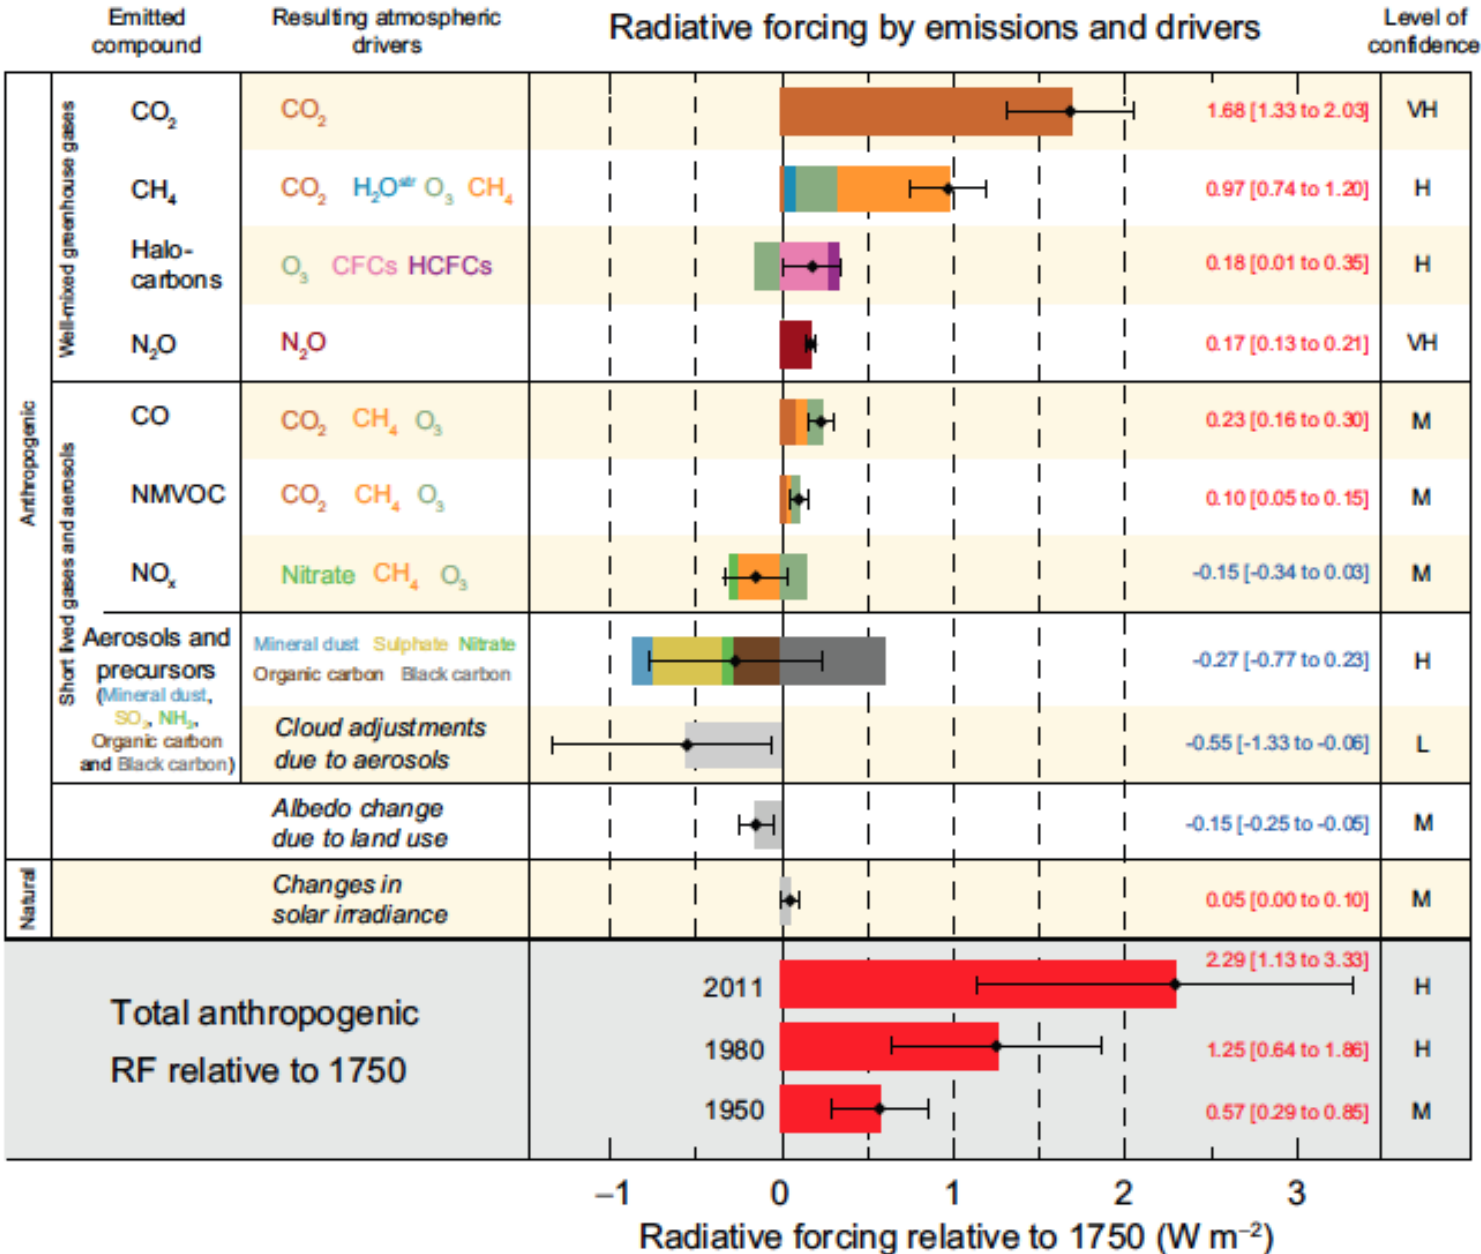 Emitted compound
Resulting atmospheric drivers
Radiative forcing by emissions and drivers
Level of confidence
Anthropogenic
Well-mixed greenhouse gases
CO₂
CO₂
1.68 [1.33 to 2.03]
VH
CH₄
CO₂ H₂Oˢᵗʳ O₃ CH₄
0.97 [0.74 to 1.20]
H
Halo-
carbons
O₃ CFCs HCFCs
0.18 [0.01 to 0.35]
H
N₂O
N₂O
0.17 [0.13 to 0.21]
VH
Short lived gases and aerosols
CO
CO₂ CH₄ O₃
0.23 [0.16 to 0.30]
M
NMVOC
CO₂ CH₄ O₃
0.10 [0.05 to 0.15]
M
NOₓ
Nitrate CH₄ O₃
-0.15 [-0.34 to 0.03]
M
Aerosols and
precursors
(Mineral dust,
SO₂, NH₃,
Organic carbon
and Black carbon)
Mineral dust Sulphate Nitrate
Organic carbon Black carbon
-0.27 [-0.77 to 0.23]
H
Cloud adjustments
due to aerosols
-0.55 [-1.33 to -0.06]
L
Albedo change
due to land use
-0.15 [-0.25 to -0.05]
M
Natural
Changes in
solar irradiance
0.05 [0.00 to 0.10]
M
Total anthropogenic
RF relative to 1750
2011
2.29 [1.13 to 3.33]
H
1980
1.25 [0.64 to 1.86]
H
1950
0.57 [0.29 to 0.85]
M
–1 0 1 2 3
Radiative forcing relative to 1750 (W m⁻²)